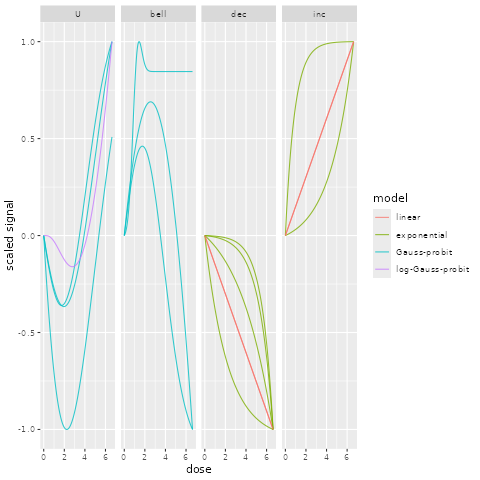 U bell dec inc
1.0
0.5
0.0
-0.5
-1.0
scaled signal
0 2 4 6 0 2 4 6 0 2 4 6 0 2 4 6
dose
model
linear
exponential
Gauss-probit
log-Gauss-probit